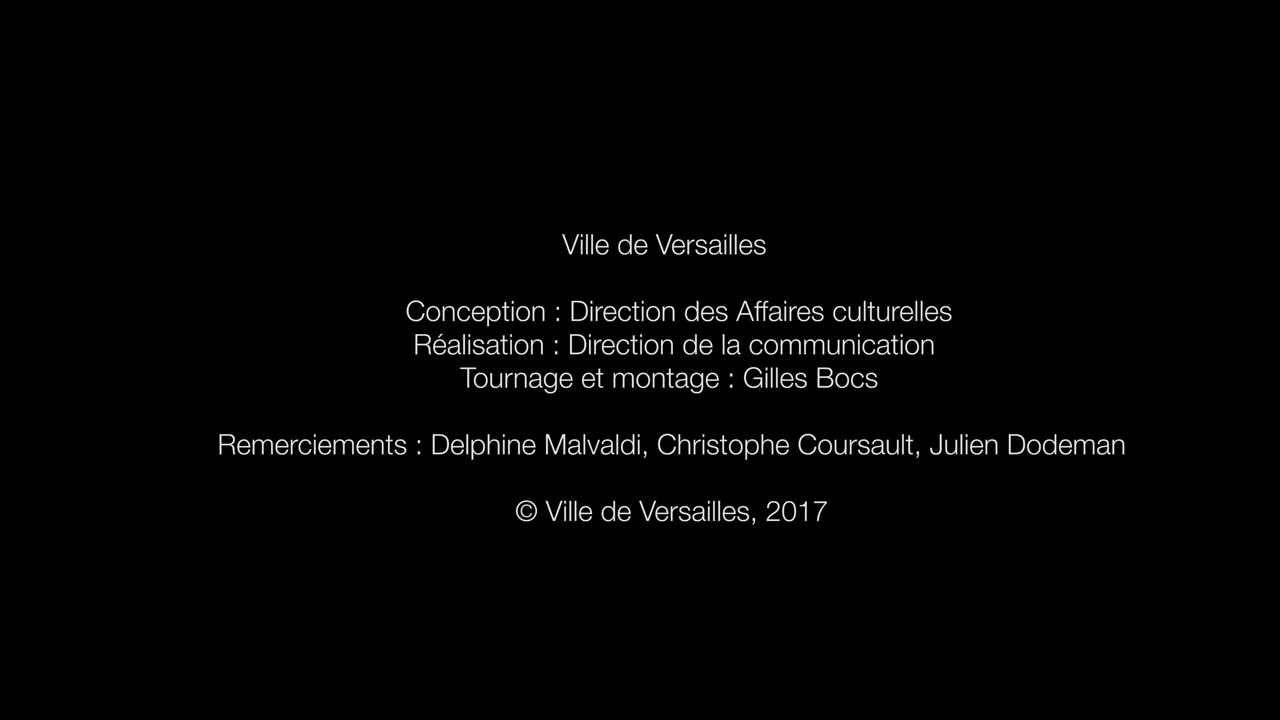 Ville de Versailles
Conception : Direction des Affaires culturelles
Réalisation : Direction de la communication
Tournage et montage : Gilles Bocs
Remerciements : Delphine Malvaldi, Christophe Coursault, Julien Dodeman
© Ville de Versailles, 2017